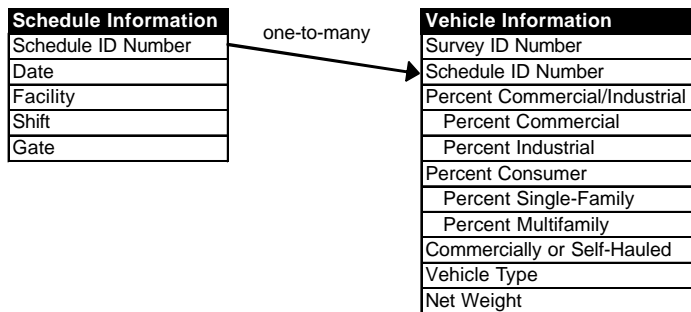 Schedule Information
Schedule ID Number
Date
Facility
Shift
Gate
one-to-many
Vehicle Information
Survey ID Number
Schedule ID Number
Percent Commercial/Industrial
Percent Commercial
Percent Industrial
Percent Consumer
Percent Single-Family
Percent Multifamily
Commercially or Self-Hauled
Vehicle Type
Net Weight